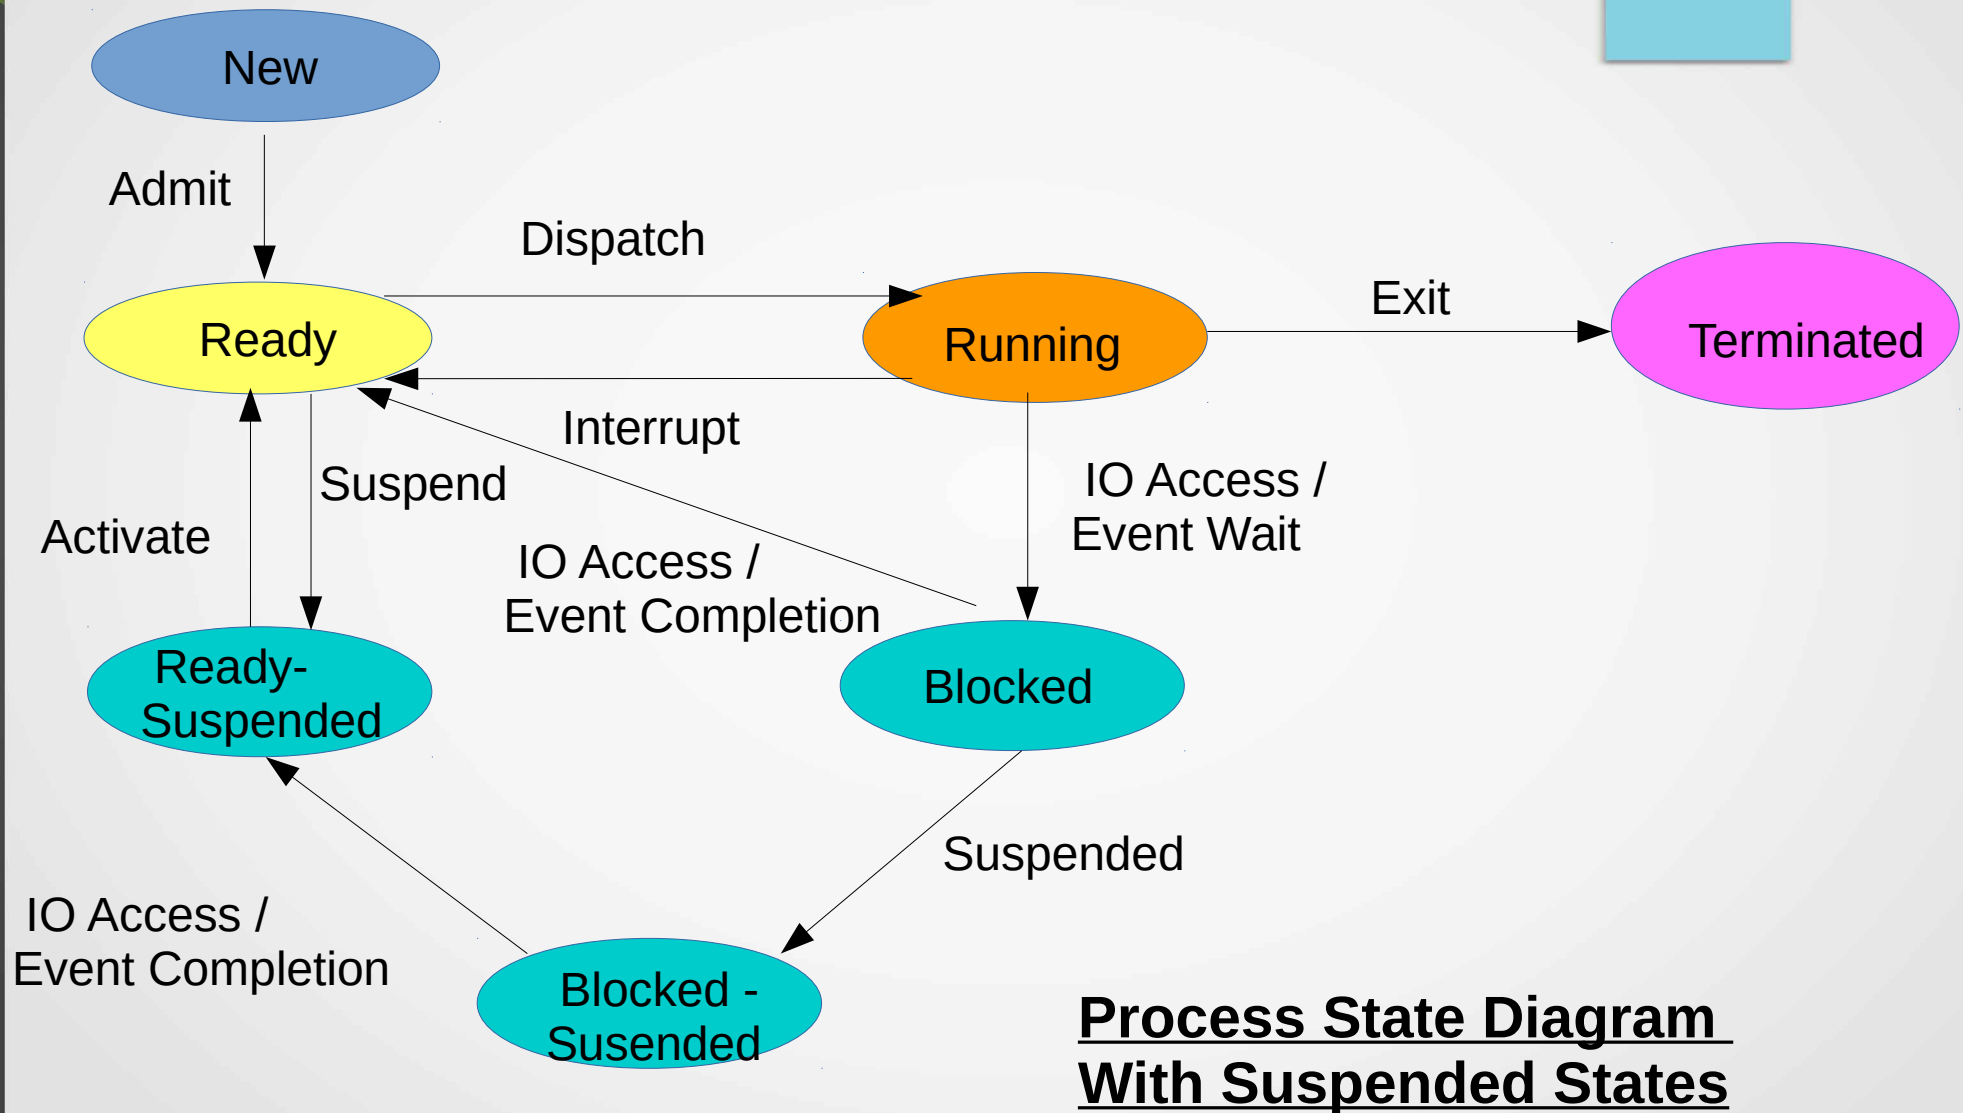 New
Admit
Dispatch
Exit
Ready
Running
Terminated
Interrupt
Suspend
Activate
IO Access /
Event Wait
IO Access /
Event Completion
Ready-
Suspended
Blocked
Suspended
IO Access /
Event Completion
Blocked -
Susended
Process State Diagram
With Suspended States